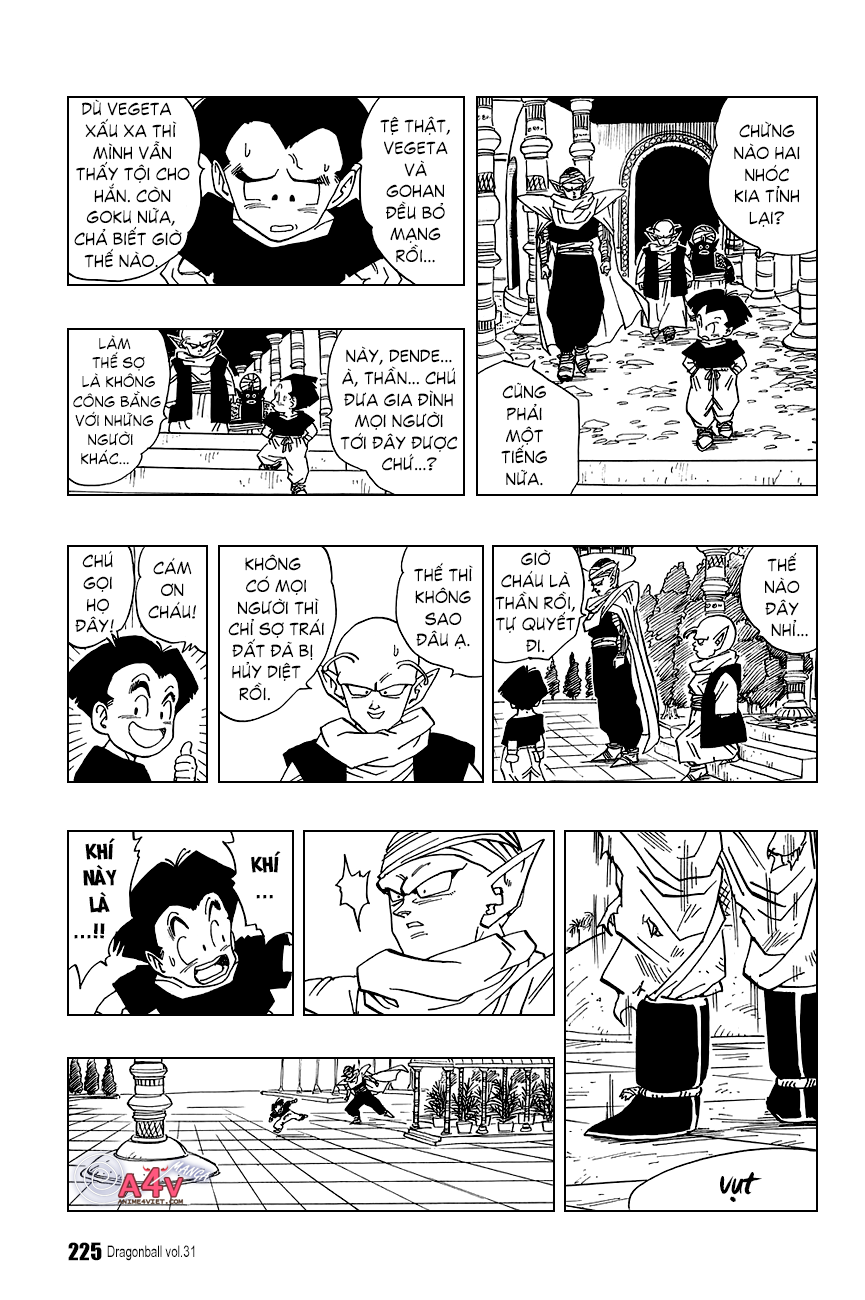 CHỪNG
NÀO HAI
NHÓC
KIA TỈNH
LẠI?
CŨNG
PHẢI
MỘT
TIẾNG
NỮA.
TỆ THẬT,
VEGETA
VÀ
GOHAN
ĐỀU BỎ
MẠNG
RỒI...
DÙ VEGETA
XẤU XA THÌ
MÌNH VẪN
THẤY TỘI CHO
HẮN. CÒN
GOKU NỮA,
CHẢ BIẾT GIỜ
THẾ NÀO.
NÀY, DENDE...
À, THẦN... CHÚ
ĐƯA GIA ĐÌNH
MỌI NGƯỜI
TỚI ĐÂY ĐƯỢC
CHỨ...?
LÀM
THẾ SỢ
LÀ KHÔNG
CÔNG BẰNG
VỚI NHỮNG
NGƯỜI
KHÁC...
THẾ
NÀO ĐÂY
NHỈ...
GIỜ
CHÁU LÀ
THẦN RỒI,
TỰ QUYẾT
ĐI.
THẾ THÌ
KHÔNG
SAO
ĐÂU Ạ.
KHÔNG
CÓ MỌI
NGƯỜI THÌ
CHỈ SỢ TRÁI
ĐẤT ĐÃ BỊ
HỦY DIỆT
RỒI.
CÁM
ƠN
CHÁU!
CHÚ
GỌI
HỌ
ĐÂY!
VỤT
KHÍ
...
KHÍ
NÀY
LÀ
...!!
MANGA
A4V
ANIME4VIET.COM
225 Dragonball vol.31